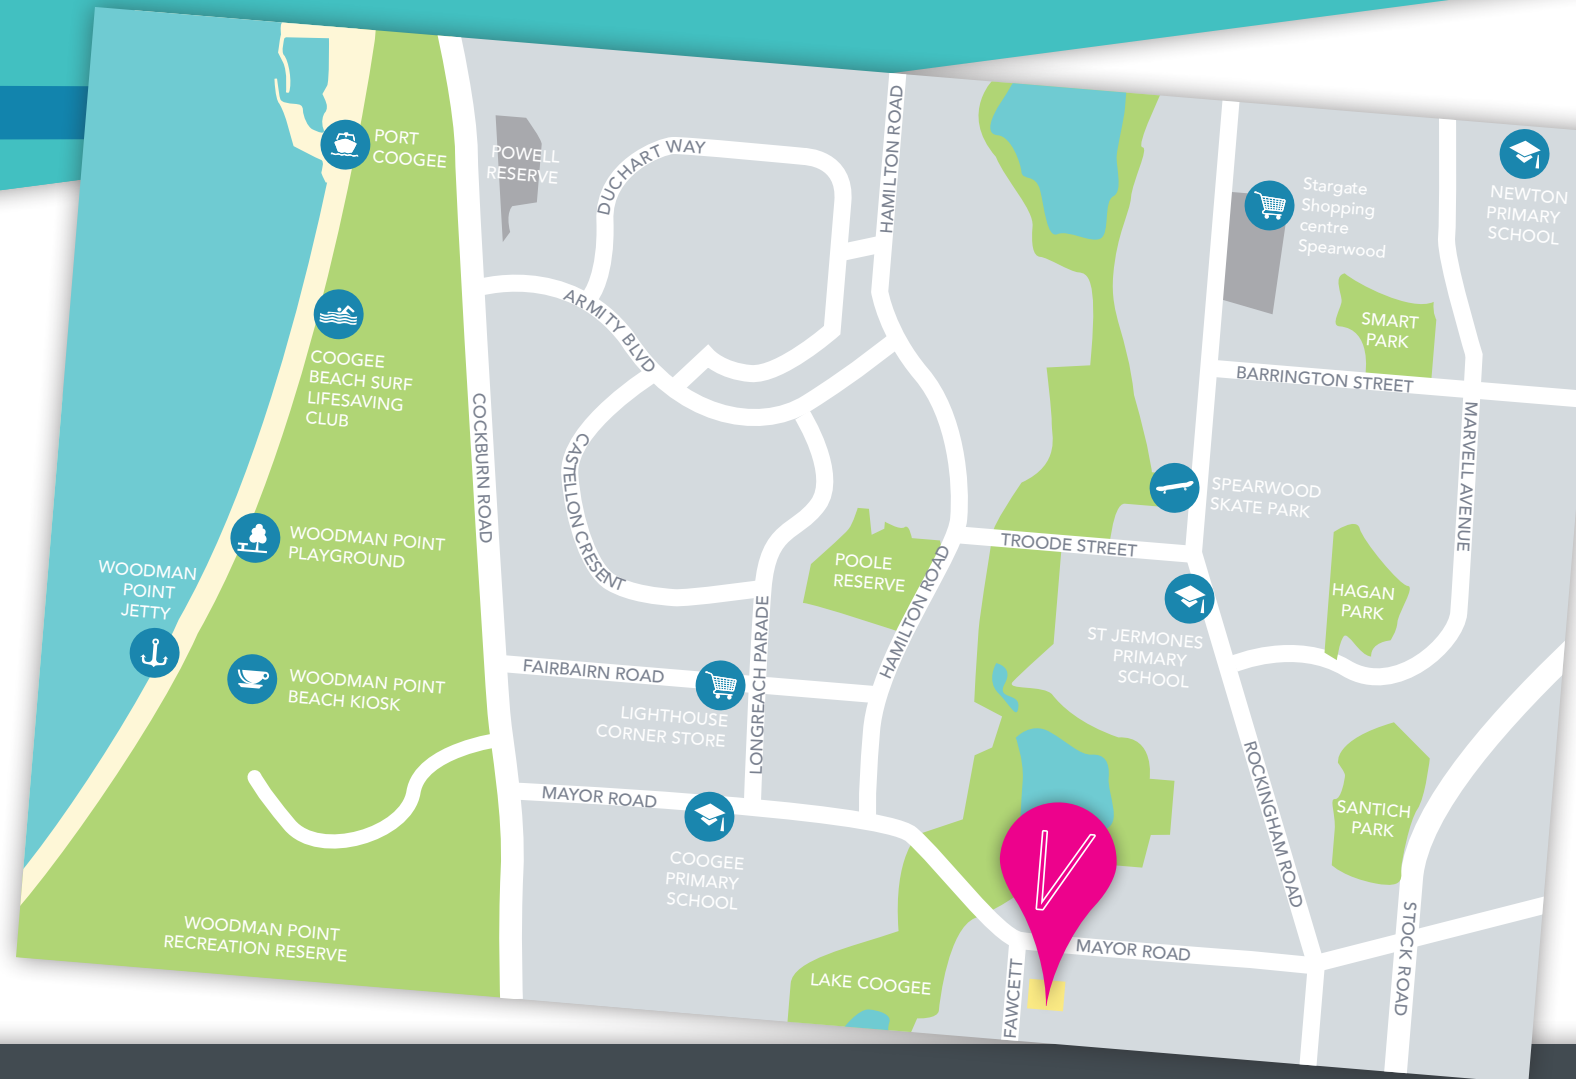 PORT
COOGEE
POWELL
RESERVE
DUCHART WAY
HAMILTON ROAD
Stargate
Shopping
centre
Spearwood
NEWTON
PRIMARY
SCHOOL
ARMITY BLVD
SMART
PARK
BARRINGTON STREET
COOGEE
BEACH SURF
LIFESAVING
CLUB
COCKBURN ROAD
CASTELLON CRESENT
MARVELL AVENUE
SPEARWOOD
SKATE PARK
WOODMAN POINT
PLAYGROUND
TROODE STREET
POOLE
RESERVE
HAMILTON ROAD
WOODMAN
POINT
JETTY
HAGAN
PARK
ST JERMONES
PRIMARY
SCHOOL
FAIRBAIRN ROAD
LONGREACH PARADE
WOODMAN POINT
BEACH KIOSK
LIGHTHOUSE
CORNER STORE
ROCKINGHAM ROAD
MAYOR ROAD
SANTICH
PARK
COOGEE
PRIMARY
SCHOOL
V
WOODMAN POINT
RECREATION RESERVE
MAYOR ROAD
STOCK ROAD
LAKE COOGEE
FAWCETT